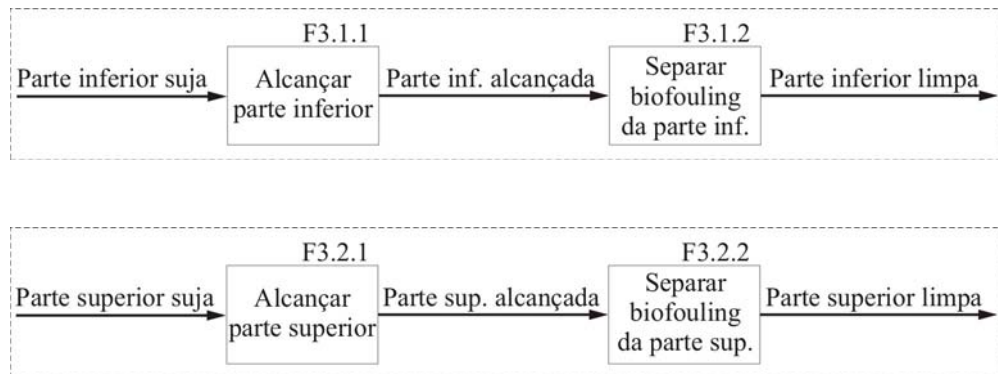 F3.1.1
F3.1.2
Parte inferior suja
Alcançar
parte inferior
Parte inf. alcançada
Separar
biofouling
da parte inf.
Parte inferior limpa
F3.2.1
F3.2.2
Parte superior suja
Alcançar
parte superior
Parte sup. alcançada
Separar
biofouling
da parte sup.
Parte superior limpa